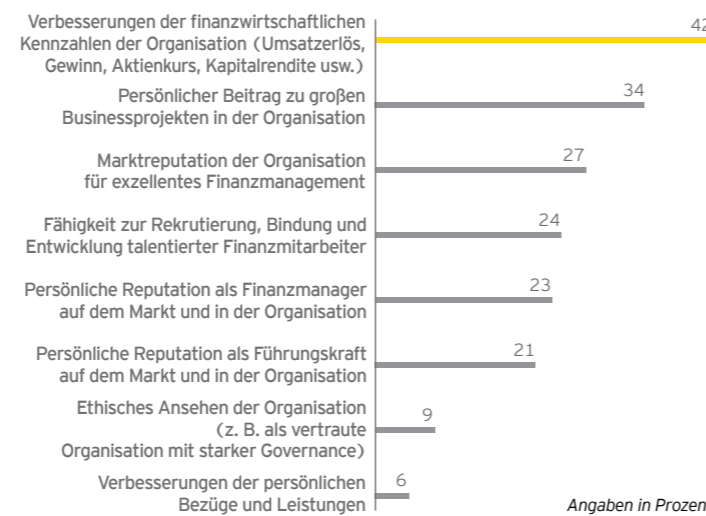 Verbesserungen der finanzwirtschaftlichen
Kennzahlen der Organisation (Umsatzerlös,
Gewinn, Aktienkurs, Kapitalrendite usw.)
42
Persönlicher Beitrag zu großen
Businessprojekten in der Organisation
34
Marktreputation der Organisation
für exzellentes Finanzmanagement
27
Fähigkeit zur Rekrutierung, Bindung und
Entwicklung talentierter Finanzmitarbeiter
24
Persönliche Reputation als Finanzmanager
auf dem Markt und in der Organisation
23
Persönliche Reputation als Führungskraft
auf dem Markt und in der Organisation
21
Ethisches Ansehen der Organisation
(z. B. als vertraute
Organisation mit starker Governance)
9
Verbesserungen der persönlichen
Bezüge und Leistungen
6
Angaben in Prozen